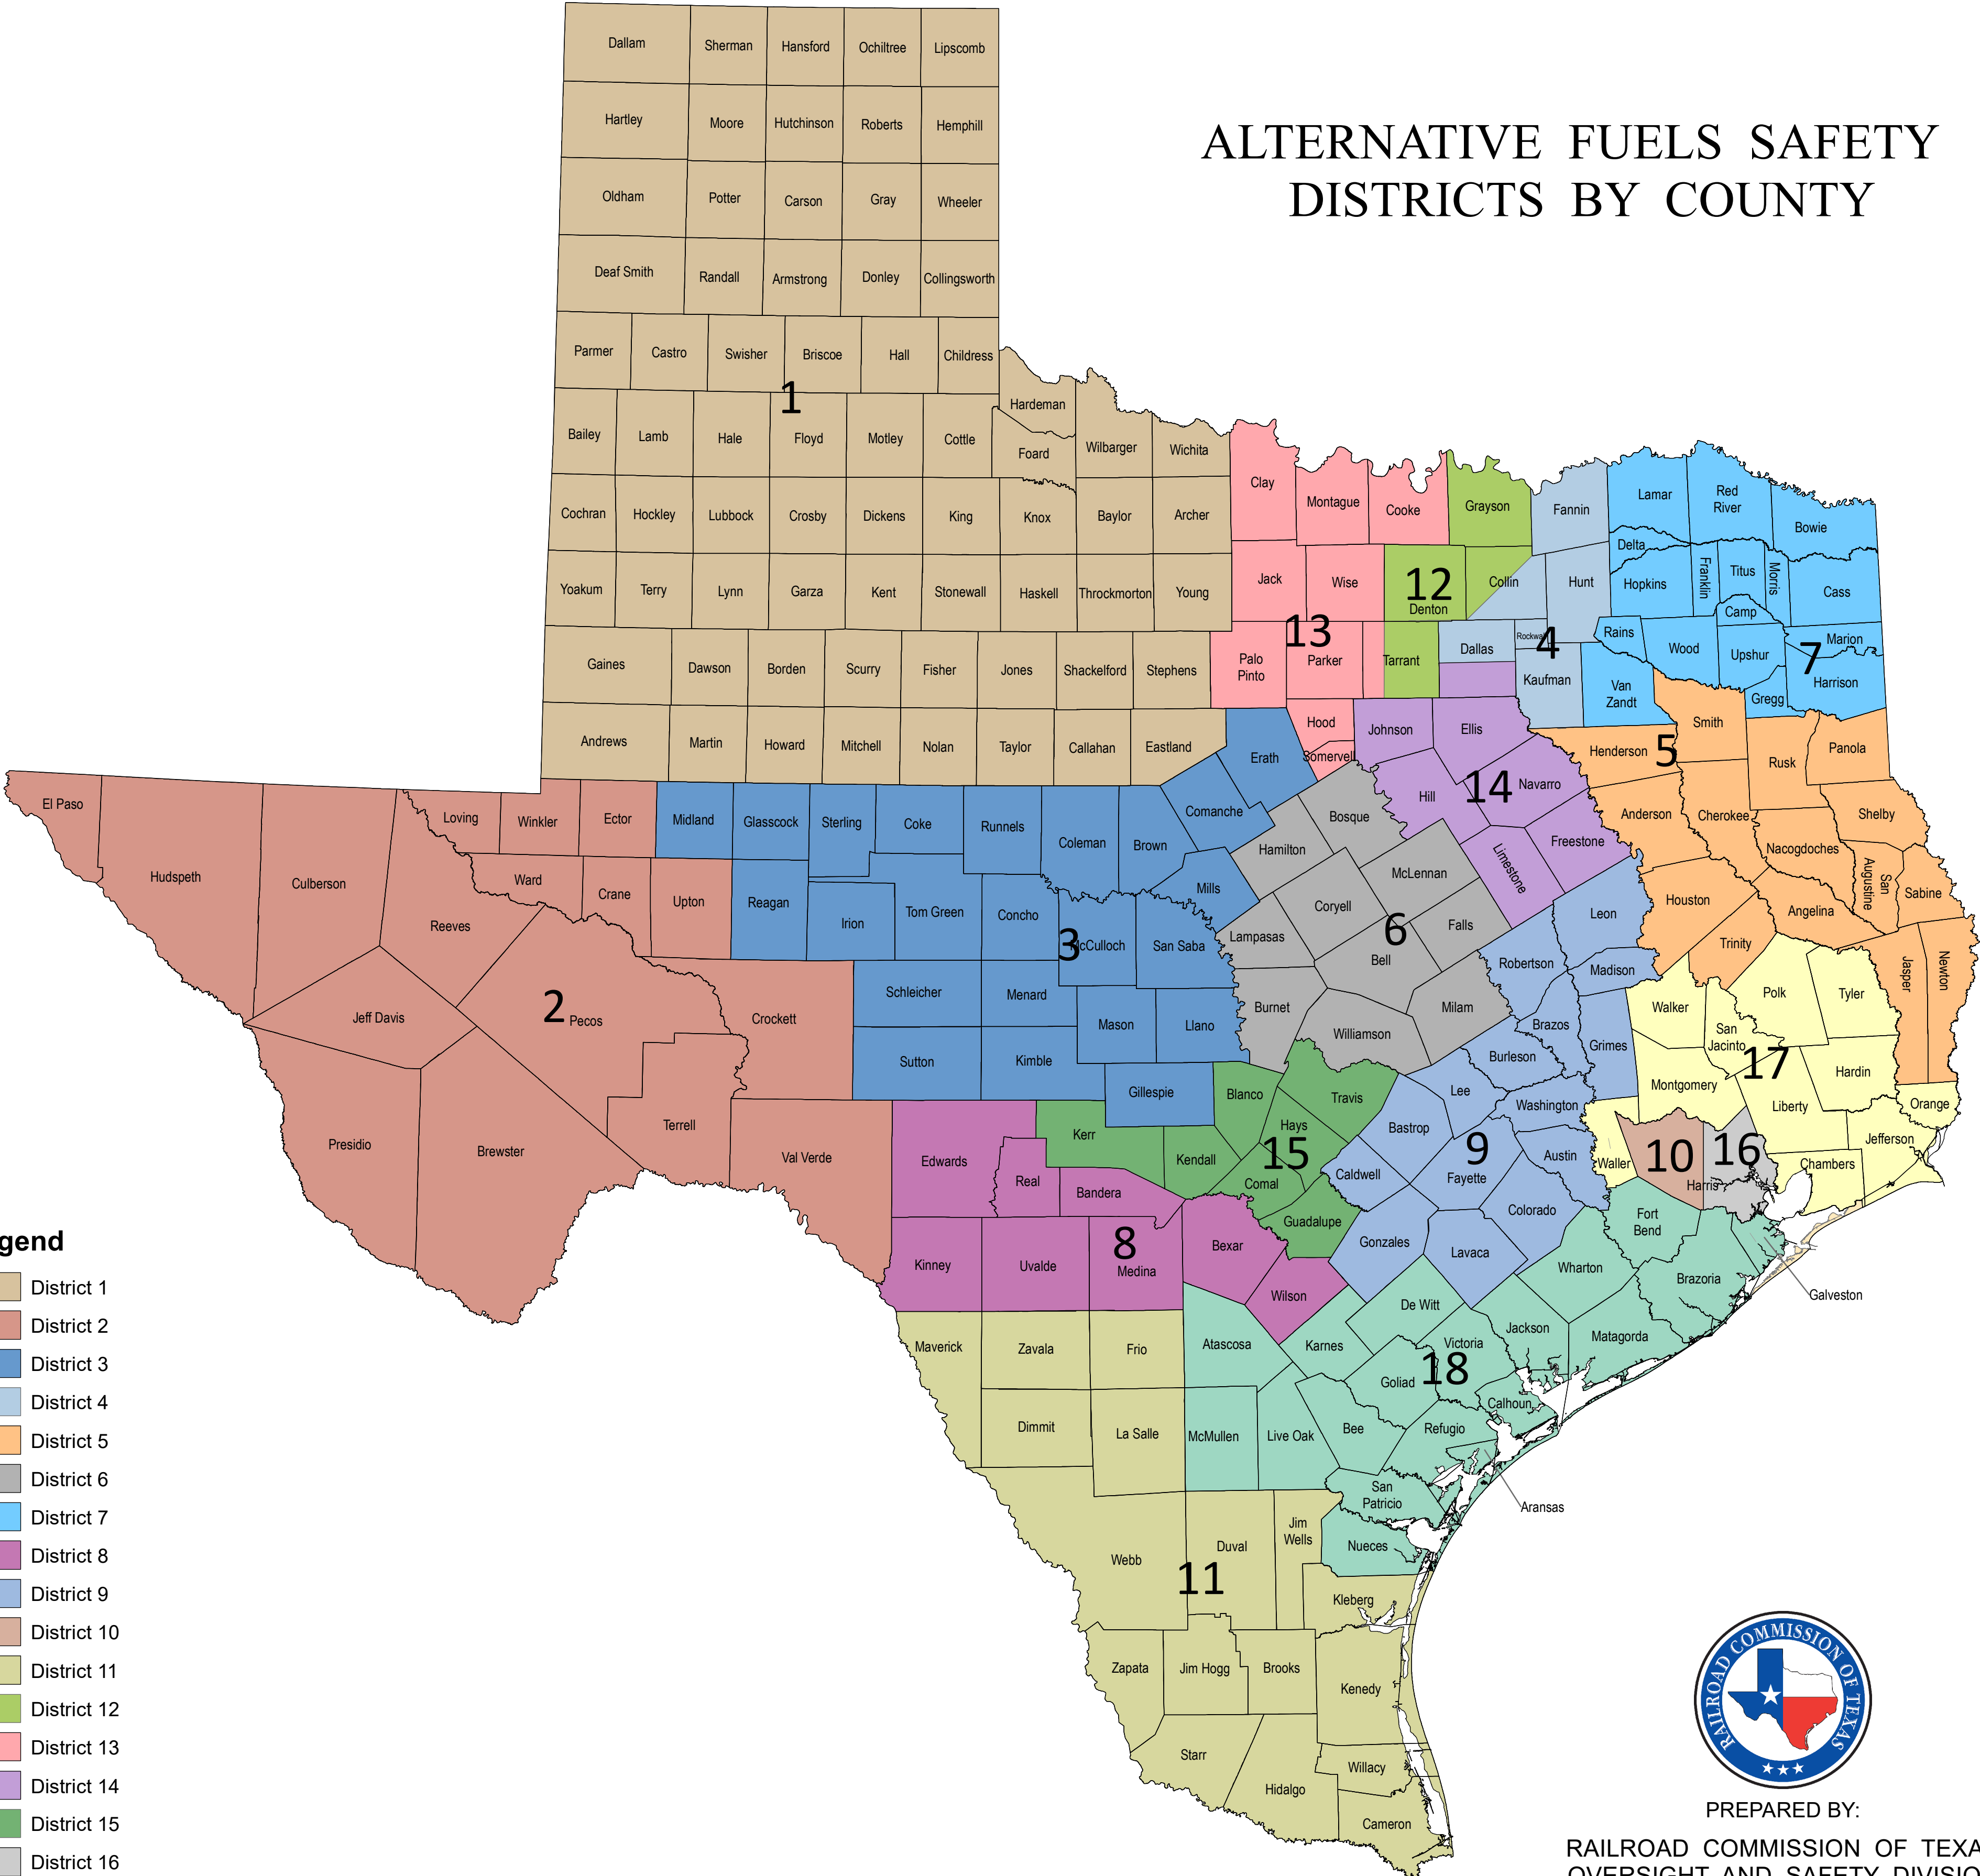 ALTERNATIVE FUELS SAFETY
DISTRICTS BY COUNTY
Dallam Sherman Hansford Ochiltree Lipscomb
Hartley Moore Hutchinson Roberts Hemphill
Oldham Potter Carson Gray Wheeler
Deaf Smith Randall Armstrong Donley Collingsworth
Parmer Castro Swisher Briscoe Hall Childress
1
Hardeman
Bailey Lamb Hale Floyd Motley Cottle Foard Wilbarger Wichita
Clay Montague Cooke Grayson Fannin Lamar Red
River
Bowie
Cochran Hockley Lubbock Crosby Dickens King Knox Baylor Archer
Delta
Yoakum Terry Lynn Garza Kent Stonewall Haskell Throckmorton Young Jack Wise 12 Denton Collin Hunt Hopkins Franklin Titus Morris Cass
Camp
13 Rockwall 4 Rains Wood Upshur Marion 7
Gaines Dawson Borden Scurry Fisher Jones Shackelford Stephens Palo
Pinto
Parker Tarrant Dallas Kaufman Van
Zandt
Gregg Harrison
Andrews Martin Howard Mitchell Nolan Taylor Callahan Eastland Erath Hood Somervell Johnson Ellis Henderson 5 Smith Rusk Panola
El Paso Hudspeth Culberson Loving Winkler Ector Midland Glasscock Sterling Coke Runnels Coleman Brown Comanche Bosque Hill 14 Navarro Anderson Cherokee Shelby
Reeves Ward Crane Upton Reagan Irion Tom Green Concho 3 McCulloch San Saba Mills Hamilton McLennan Limestone Freestone Nacogdoches San
Augustine
Sabine
Lampasas Coryell 6 Falls Bell Robertson Leon Houston Angelina
Madison Trinity Jasper Newton
Jeff Davis 2 Pecos Crockett Schleicher Menard Mason Llano Burnet Williamson Milam Brazos Walker Polk Tyler
Sutton Kimble Burleson Grimes San
Jacinto
17 Hardin
Presidio Brewster Terrell Val Verde Gillespie Blanco Travis Lee Washington Montgomery Liberty Orange
Edwards Kerr Kendall Hays 15 Comal Bastrop 9 Fayette Austin Waller 10 16 Harris Chambers Jefferson
Real Bandera Guadalupe Caldwell Colorado Fort
Bend
Kinney Uvalde 8 Medina Bexar Wilson Gonzales Lavaca Wharton Brazoria Galveston
Maverick Zavala Frio Atascosa Karnes De Witt Victoria Jackson Matagorda
Dimmit La Salle McMullen Live Oak Bee Goliad 18 Refugio Calhoun
San
Patricio
Aransas
Webb 11 Duval Jim
Wells
Nueces
Kleberg
Zapata Jim Hogg Brooks Kenedy
Starr Hidalgo Willacy
Cameron
gend
District 1
District 2
District 3
District 4
District 5
District 6
District 7
District 8
District 9
District 10
District 11
District 12
District 13
District 14
District 15
District 16
RAILROAD COMMISSION OF TEXAS
PREPARED BY:
RAILROAD COMMISSION OF TEXA
OVERSIGHT AND SAFETY DIVISIO